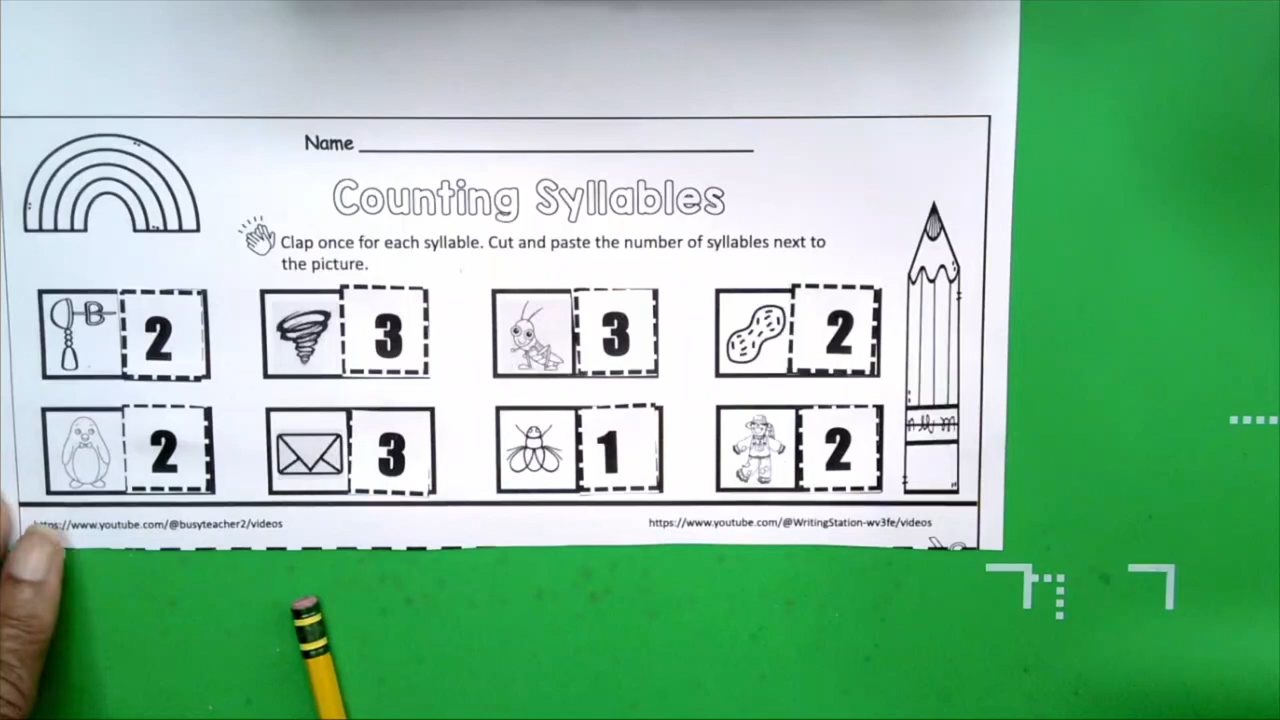 Name
Counting Syllables
Clap once for each syllable. Cut and paste the number of syllables next to
the picture.
B
2
3
3
2
2
3
1
2
https://www.youtube.com/@busyteacher2/videos
https://www.youtube.com/@WritingStation-wv3fe/videos